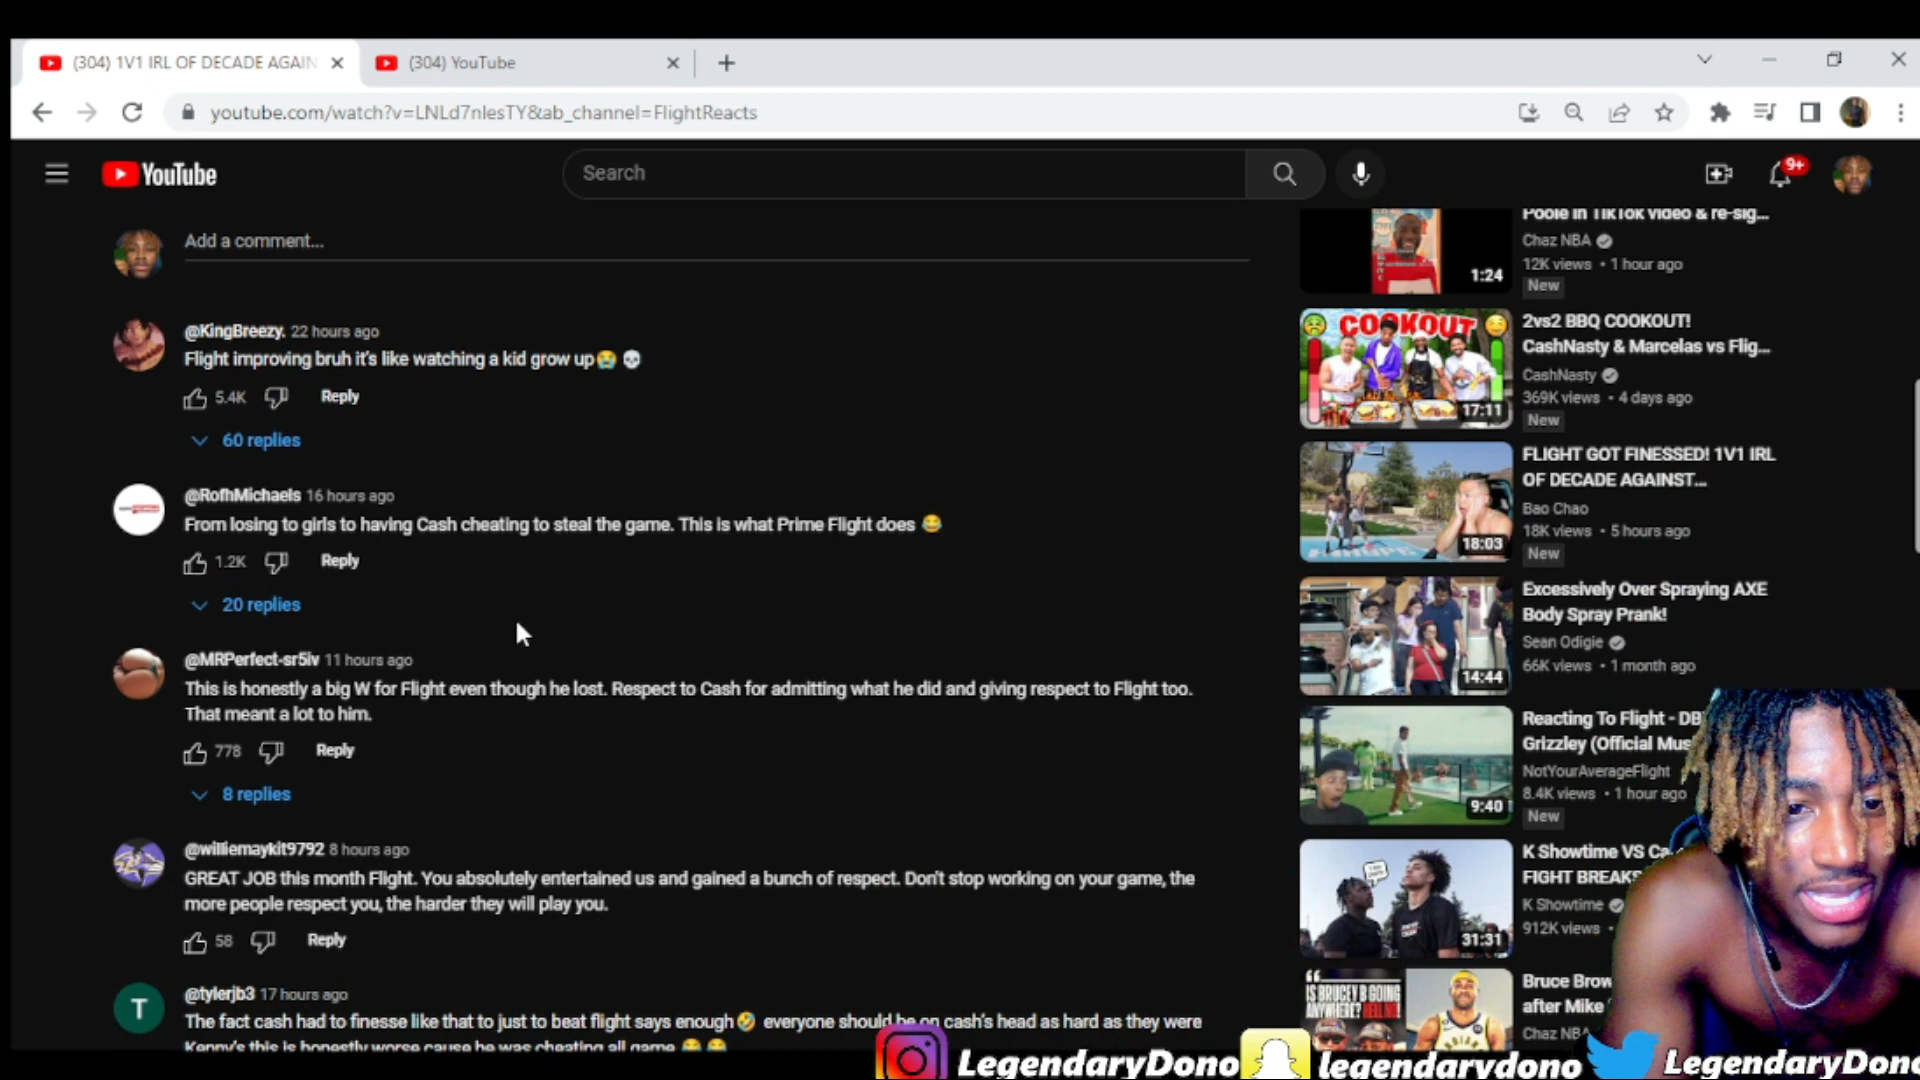 (304) 1V1 IRL OF DECADE AGAIN
(304) YouTube
youtube.com/watch?v=LNLd7nlesTY&ab_channel=FlightReacts
YouTube
Search
9+
Add a comment...
@KingBreezy. 22 hours ago
Flight improving bruh it's like watching a kid grow up😭💀
5.4K Reply
60 replies
@RofhMichaels 16 hours ago
From losing to girls to having Cash cheating to steal the game. This is what Prime Flight does 😂
1.2K Reply
20 replies
@MRPerfect-sr5iv 11 hours ago
This is honestly a big W for Flight even though he lost. Respect to Cash for admitting what he did and giving respect to Flight too.
That meant a lot to him.
778 Reply
8 replies
@williemaykit9792 8 hours ago
GREAT JOB this month Flight. You absolutely entertained us and gained a bunch of respect. Don't stop working on your game, the
more people respect you, the harder they will play you.
58 Reply
T
@tylerjb3 17 hours ago
The fact cash had to finesse like that to just to beat flight says enough🤣 everyone should be on cash's head as hard as they were
Kenny's this is honestly worse cause he was cheating all game 😂😂
Poole in TikTok video & re-sig...
Chaz NBA
12K views • 1 hour ago
New
1:24
COOKOUT
17:11
2vs2 BBQ COOKOUT!
CashNasty & Marcelas vs Flig...
CashNasty
369K views • 4 days ago
New
18:03
FLIGHT GOT FINESSED! 1V1 IRL
OF DECADE AGAINST...
Bao Chao
18K views • 5 hours ago
New
14:44
Excessively Over Spraying AXE
Body Spray Prank!
Sean Odigie
66K views • 1 month ago
9:40
Reacting To Flight - DB
Grizzley (Official Mus
NotYourAverageFlight
8.4K views • 1 hour ago
New
31:31
K Showtime VS Ca
FIGHT BREAKS
K Showtime
912K views •
IS BRUCEY B GOING
ANYWHERE? HELL NO!
Bruce Brow
after Mike
Chaz NBA
LegendaryDono
legendarydono
LegendaryDono